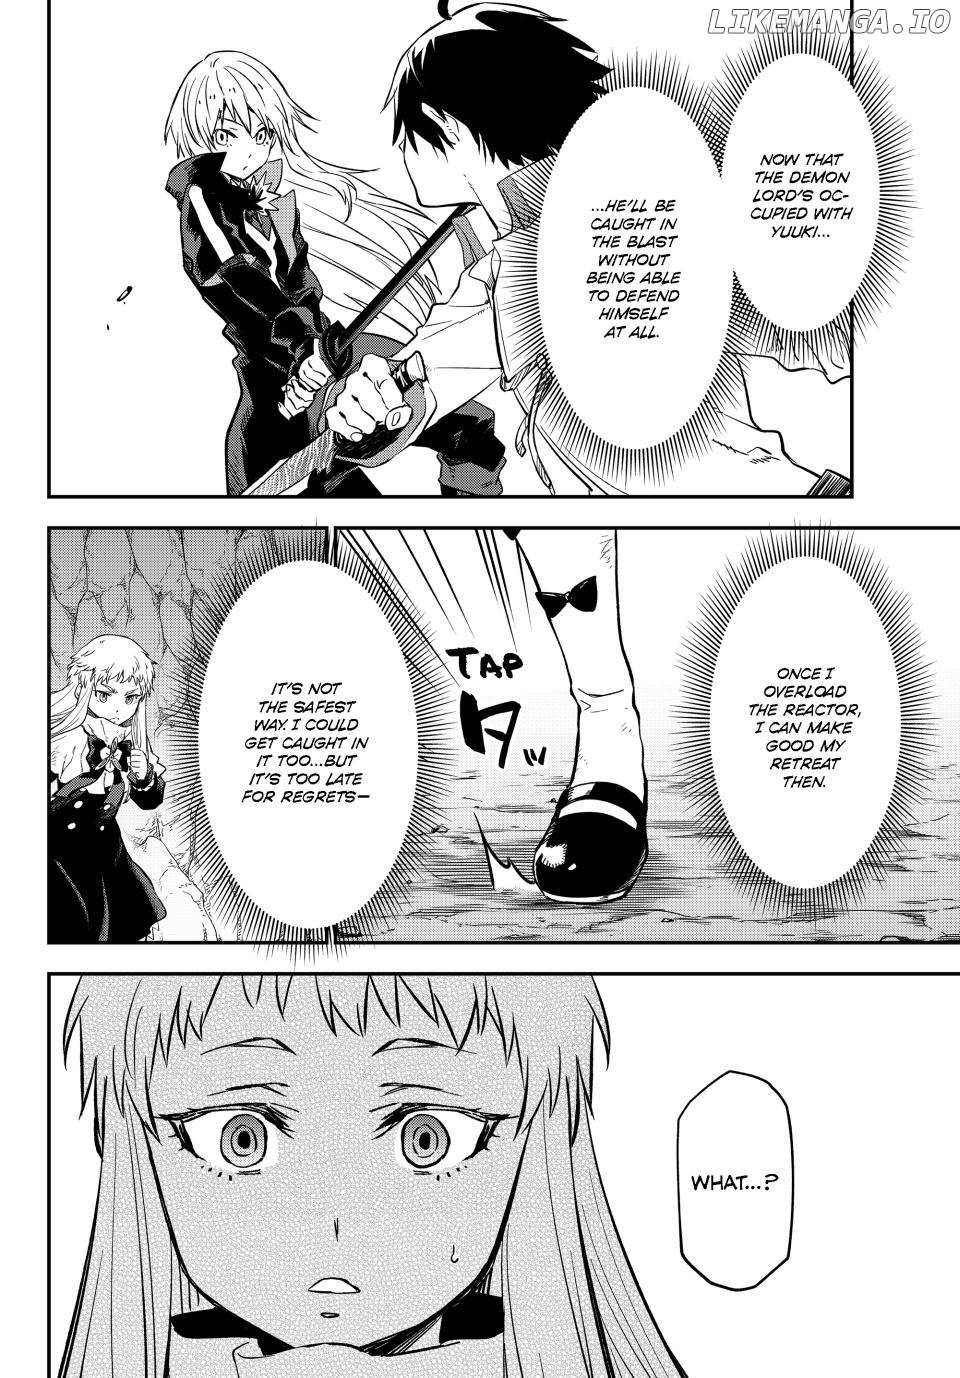 LIKEMANGA.IO
NOW THAT
THE DEMON
LORD'S OC-
CUPIED WITH
YUUKI...
...HE'LL BE
CAUGHT IN
THE BLAST
WITHOUT
BEING ABLE
TO DEFEND
HIMSELF
AT ALL.
ONCE I
OVERLOAD
THE REACTOR,
I CAN MAKE
GOOD MY
RETREAT
THEN.
TAP
タッ
IT'S NOT
THE SAFEST
WAY. I COULD
GET CAUGHT IN
IT TOO...BUT
IT'S TOO LATE
FOR REGRETS—
WHAT...?